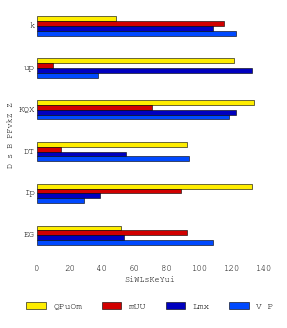 k
up
KQX
DT
Ip
EG
D s B PFvkZ Z
0 20 40 60 80 100 120 140
SiWLsKeYui
QFuOm mUU Lmx V P